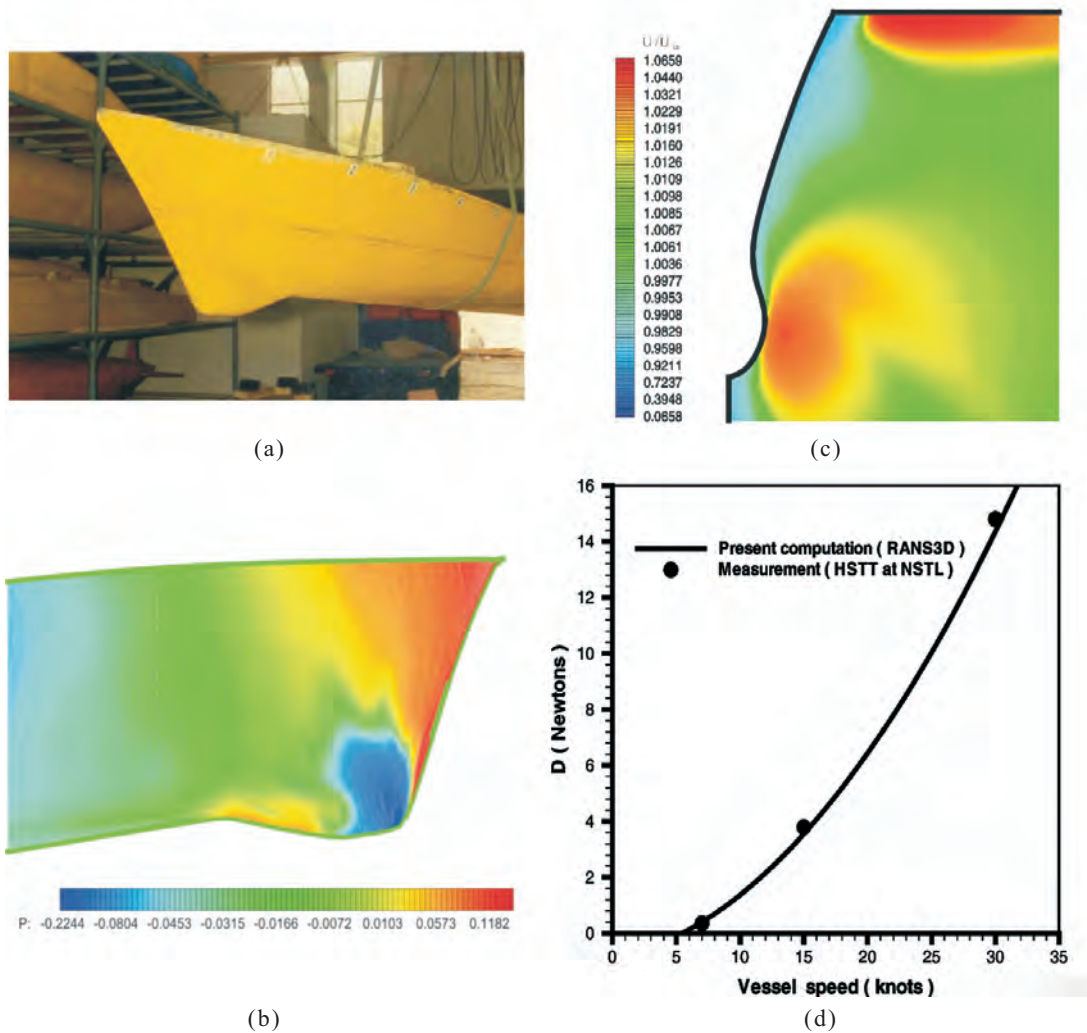 U/U∞
1.0659
1.0440
1.0321
1.0229
1.0191
1.0160
1.0126
1.0109
1.0098
1.0085
1.0067
1.0061
1.0036
0.9977
0.9953
0.9908
0.9829
0.9598
0.9211
0.7237
0.3948
0.0658
(a)
(c)
P: -0.2244 -0.0804 -0.0453 -0.0315 -0.0166 -0.0072 0.0103 0.0573 0.1182
(b)
16
14
12
10
8
6
4
2
0
D ( Newtons )
Present computation ( RANS3D )
Measurement ( HSTT at NSTL )
0 5 10 15 20 25 30 35
Vessel speed ( knots )
(d)